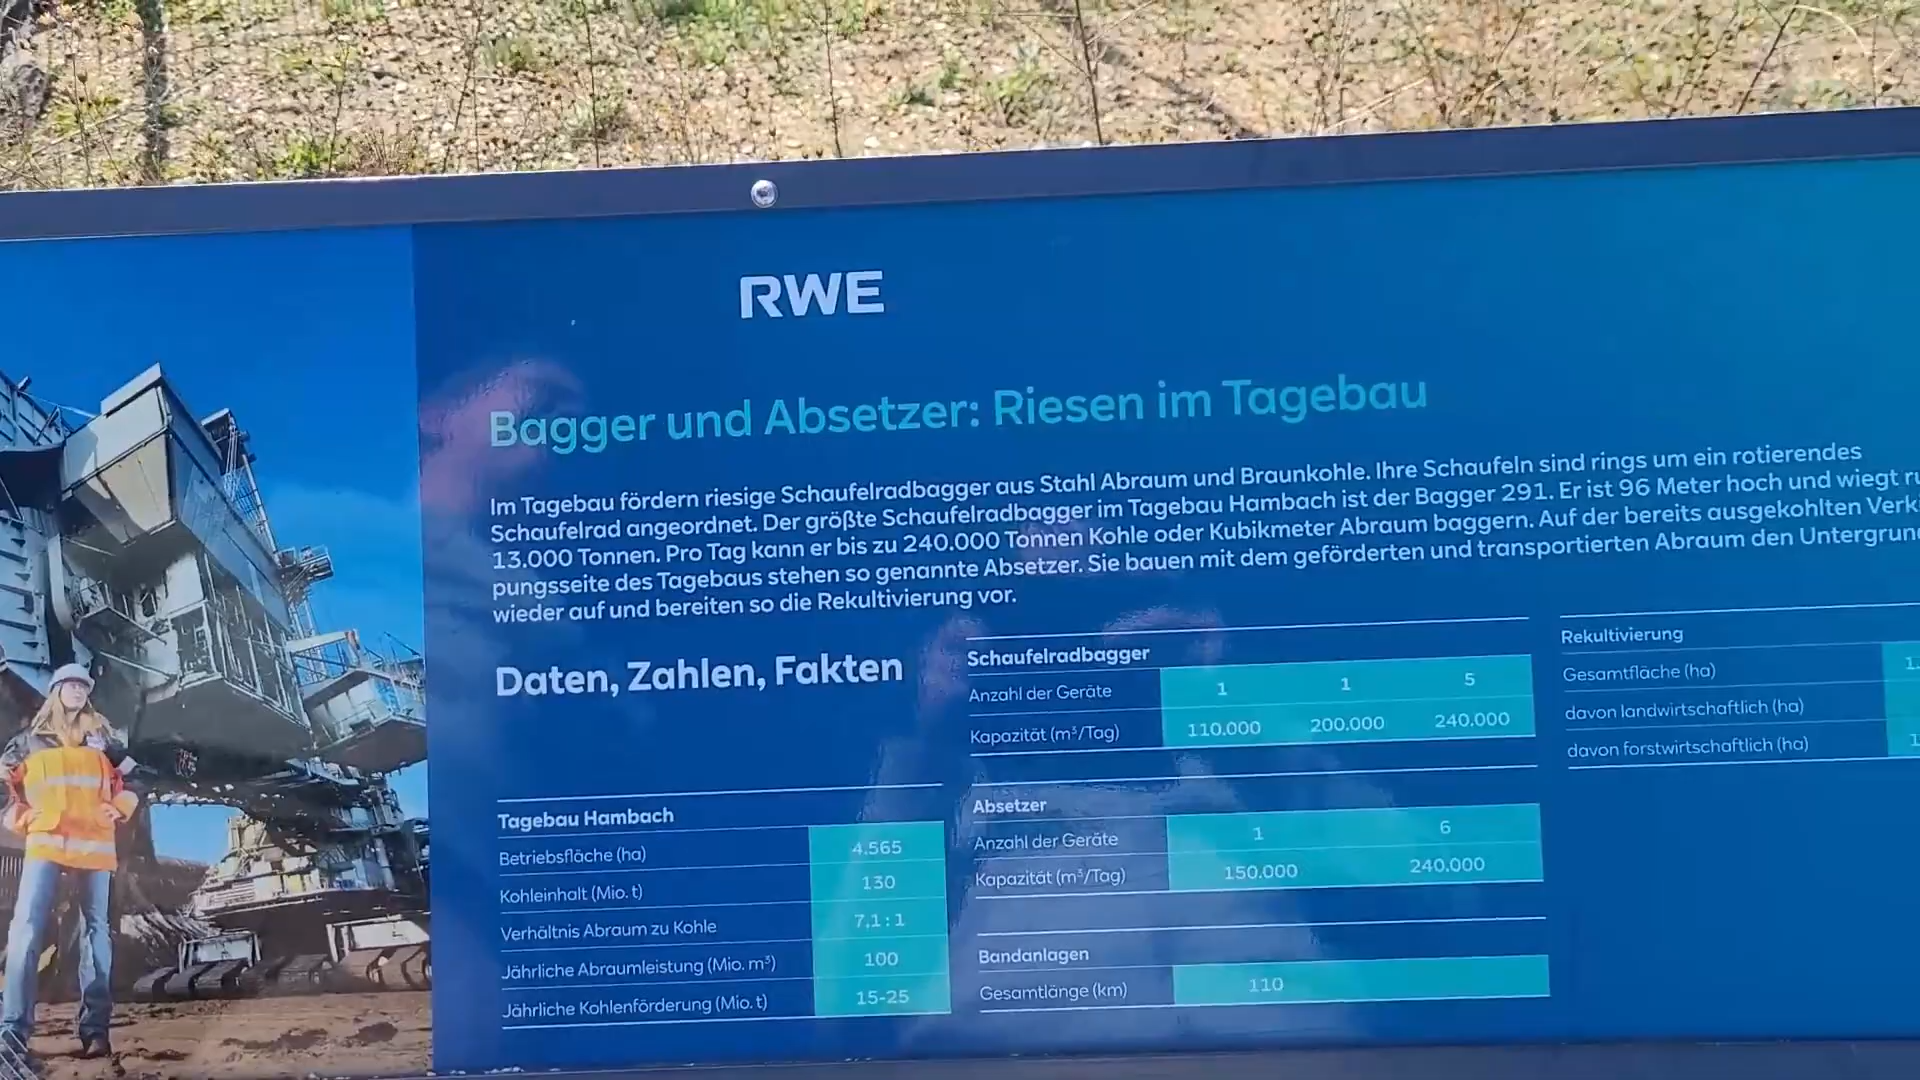 RWE
Bagger und Absetzer: Riesen im Tagebau
Im Tagebau fördern riesige Schaufelradbagger aus Stahl Abraum und Braunkohle. Ihre Schaufeln sind rings um ein rotierendes
Schaufelrad angeordnet. Der größte Schaufelradbagger im Tagebau Hambach ist der Bagger 291. Er ist 96 Meter hoch und wiegt
13.000 Tonnen. Pro Tag kann er bis zu 240.000 Tonnen Kohle oder Kubikmeter Abraum baggern. Auf der bereits ausgekohlten
pungsseite des Tagebaus stehen so genannte Absetzer. Sie bauen mit dem geförderten und transportierten Abraum den
wieder auf und bereiten so die Rekultivierung vor.
Daten, Zahlen, Fakten
Tagebau Hambach
Betriebsfläche (ha) 4.565
Kohleinhalt (Mio. t) 130
Verhältnis Abraum zu Kohle 7,1 : 1
Jährliche Abraumleistung (Mio. m³) 100
Jährliche Kohlenförderung (Mio. t) 15-25
Schaufelradbagger
Anzahl der Geräte 1 1 5
Kapazität (m³/Tag) 110.000 200.000 240.000
Absetzer
Anzahl der Geräte 1 6
Kapazität (m³/Tag) 150.000 240.000
Bandanlagen
Gesamtlänge (km) 110
Rekultivierung
Gesamtfläche (ha)
davon landwirtschaftlich (ha)
davon forstwirtschaftlich (ha)